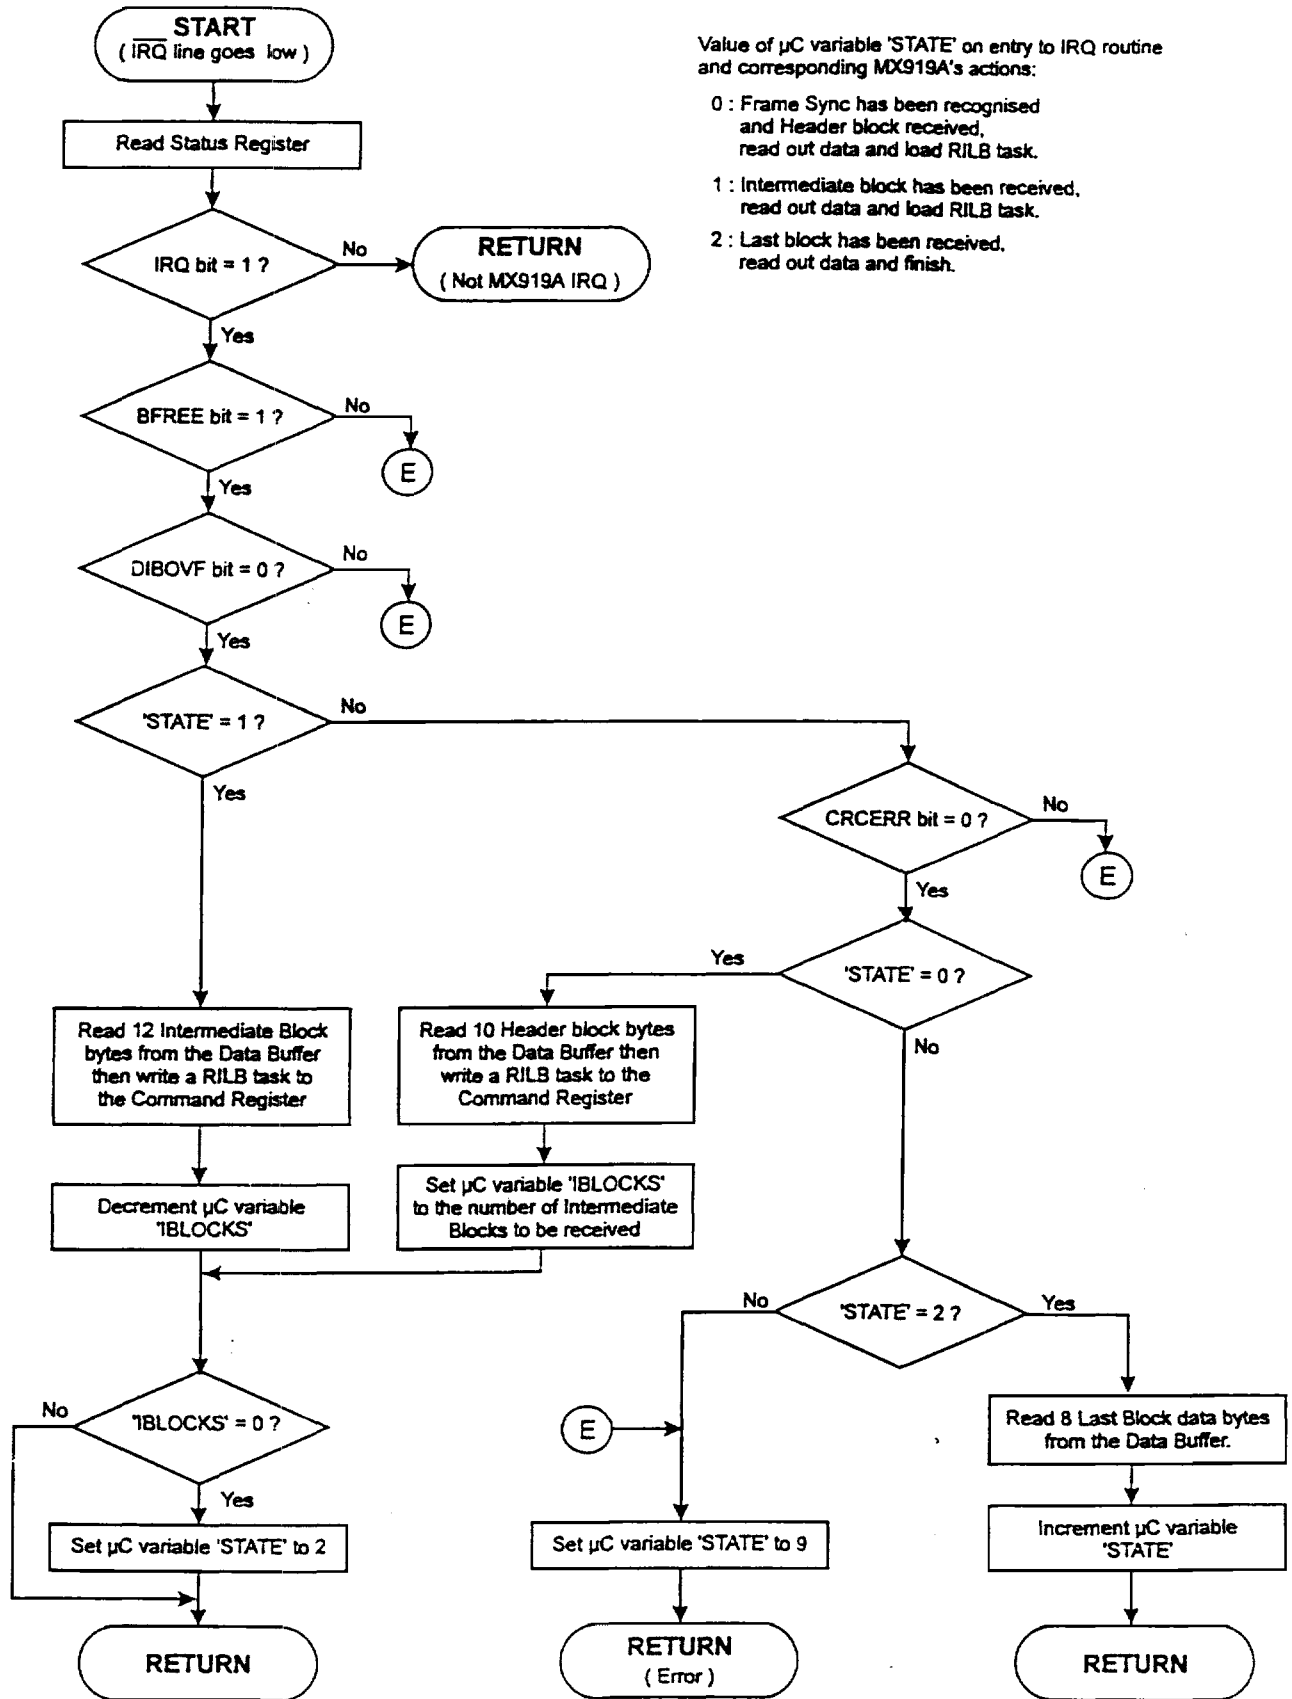 START
( IRQ line goes low )
Value of µC variable 'STATE' on entry to IRQ routine
and corresponding MX919A's actions:
0 : Frame Sync has been recognised
and Header block received,
read out data and load RILB task.
1 : Intermediate block has been received,
read out data and load RILB task.
2 : Last block has been received,
read out data and finish.
Read Status Register
IRQ bit = 1 ?
No
RETURN
( Not MX919A IRQ )
Yes
BFREE bit = 1 ?
No
E
Yes
DIBOVF bit = 0 ?
No
E
Yes
'STATE' = 1 ?
No
Yes
CRCERR bit = 0 ?
No
E
Yes
'STATE' = 0 ?
Yes
No
Read 12 Intermediate Block
bytes from the Data Buffer
then write a RILB task to
the Command Register
Read 10 Header block bytes
from the Data Buffer then
write a RILB task to the
Command Register
Decrement µC variable
'IBLOCKS'
Set µC variable 'IBLOCKS'
to the number of Intermediate
Blocks to be received
'STATE' = 2 ?
No
Yes
'IBLOCKS' = 0 ?
No
Yes
E
Read 8 Last Block data bytes
from the Data Buffer.
Set µC variable 'STATE' to 2
Set µC variable 'STATE' to 9
Increment µC variable
'STATE'
RETURN
RETURN
( Error )
RETURN